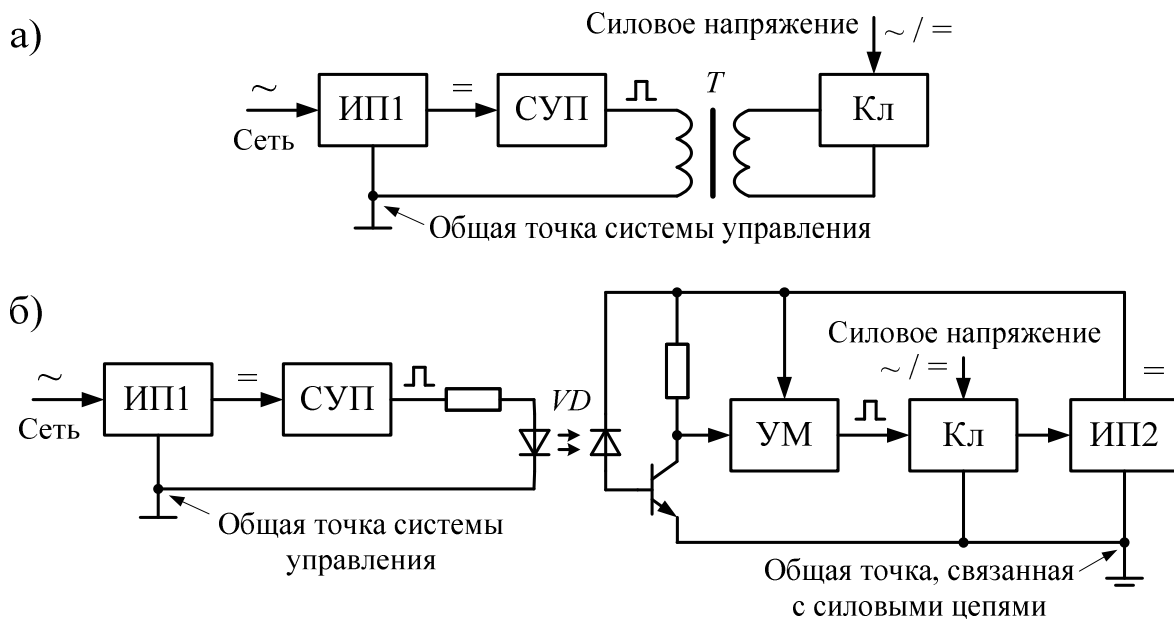 а)
Силовое напряжение
~ / =
~
ИП1
=
СУП
T
Кл
Сеть
Общая точка системы управления
б)
Силовое напряжение
~ / =
=
~
ИП1
=
СУП
VD
УМ
Кл
ИП2
Сеть
Общая точка системы
управления
Общая точка, связанная
с силовыми цепями